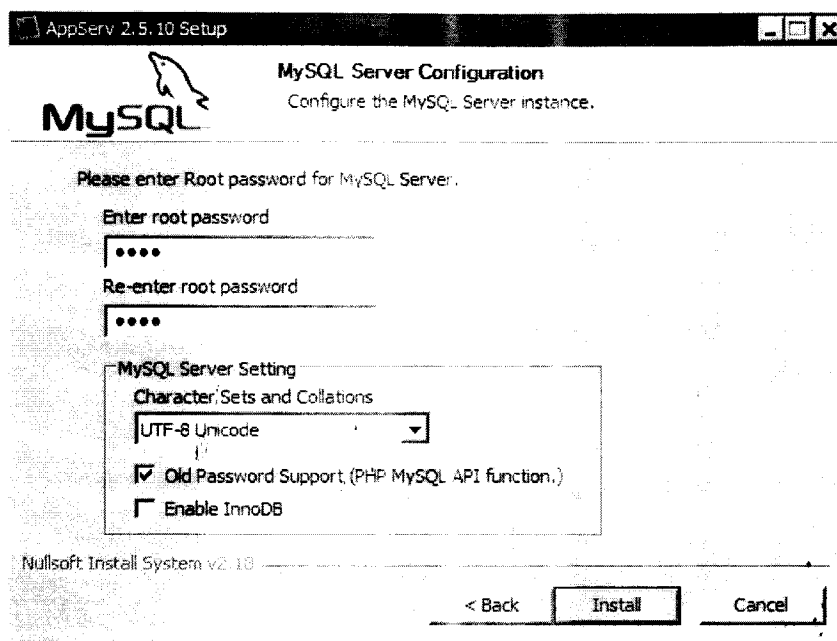 AppServ 2.5.10 Setup
MySQL
MySQL Server Configuration
Configure the MySQL Server instance.
Please enter Root password for MySQL Server.
Enter root password
••••
Re-enter root password
••••
MySQL Server Setting
Character Sets and Collations
UTF-8 Unicode
Old Password Support (PHP MySQL API function.)
Enable InnoDB
Nullsoft Install System v2.18
< Back
Install
Cancel